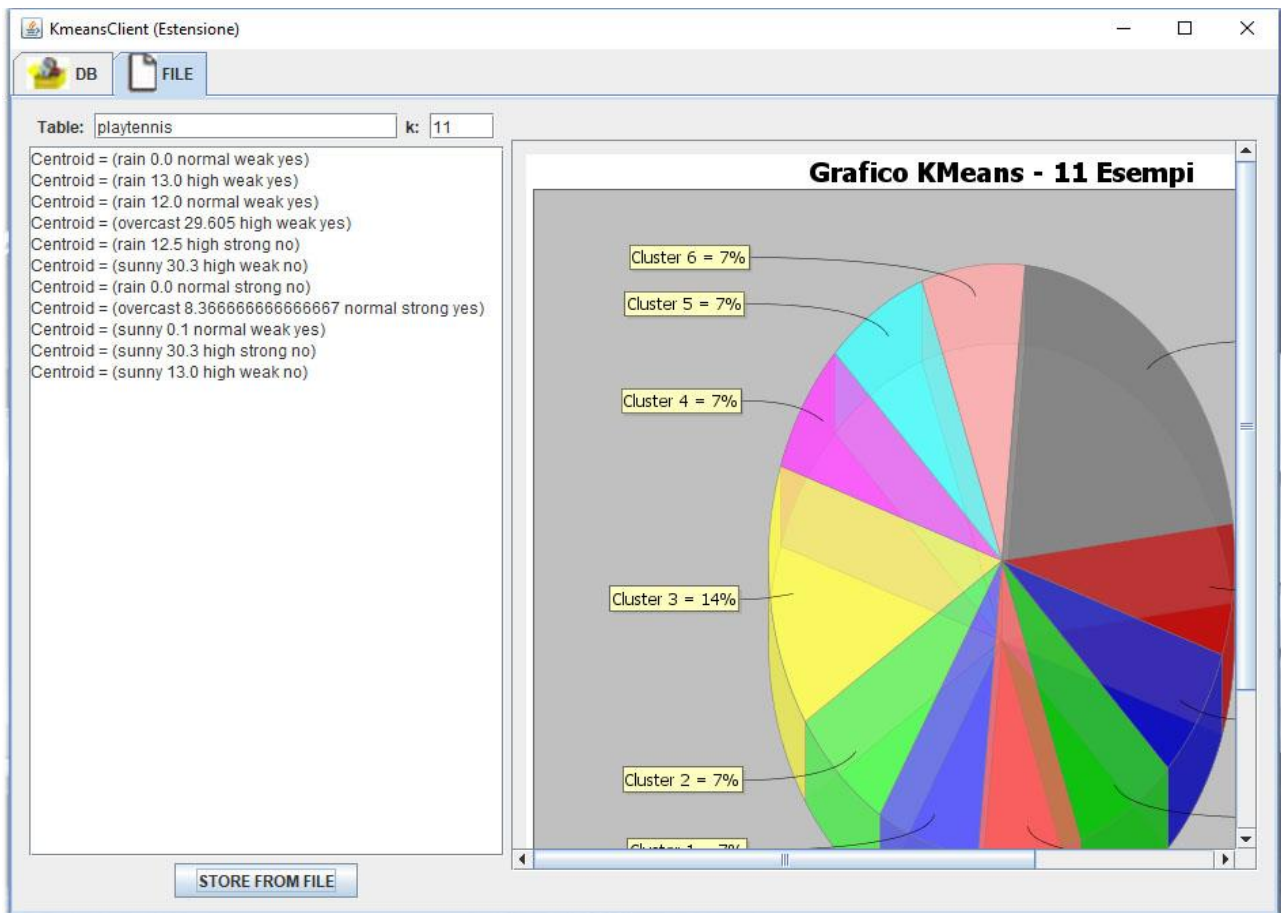 KmeansClient (Estensione)
DB
FILE
Table: playtennis k: 11
Centroid = (rain 0.0 normal weak yes)
Centroid = (rain 13.0 high weak yes)
Centroid = (rain 12.0 normal weak yes)
Centroid = (overcast 29.605 high weak yes)
Centroid = (rain 12.5 high strong no)
Centroid = (sunny 30.3 high weak no)
Centroid = (rain 0.0 normal strong no)
Centroid = (overcast 8.366666666666667 normal strong yes)
Centroid = (sunny 0.1 normal weak yes)
Centroid = (sunny 30.3 high strong no)
Centroid = (sunny 13.0 high weak no)
STORE FROM FILE
Grafico KMeans - 11 Esempi
Cluster 6 = 7%
Cluster 5 = 7%
Cluster 4 = 7%
Cluster 3 = 14%
Cluster 2 = 7%
Cluster 1 = 7%